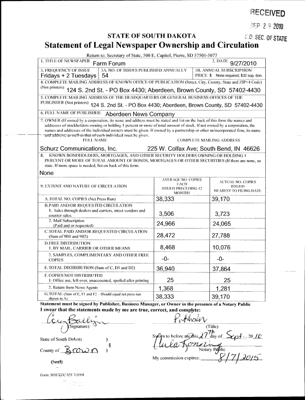 RECEIVED
SEP 29 2010
SD SEC. OF STATE
STATE OF SOUTH DAKOTA
Statement of Legal Newspaper Ownership and Circulation
Return to: Secretary of State, 500 E. Capitol, Pierre, SD 57501-5077
1. TITLE OF NEWSPAPER Farm Forum
2. DATE 9/27/2010
3. FREQUENCY OF ISSUE
Fridays + 2 Tuesdays
3A. NO. OF ISSUES PUBLISHED ANNUALLY
54
3B. ANNUAL SUBSCRIPTION
PRICE $
4. COMPLETE MAILING ADDRESS OF KNOWN OFFICE OF PUBLICATION (Street, City, County, State and ZIP+4 Code)
(Not printers) 124 S. 2nd St. - PO Box 4430; Aberdeen, Brown County, SD 57402-4430
5. COMPLETE MAILING ADDRESS OF THE HEADQUARTERS OF GENERAL BUSINESS OFFICE OF THE
PUBLISHER (Not printers) 124 S. 2nd St. - PO Box 4430; Aberdeen, Brown County, SD 57402-4430
6. FULL NAME OF PUBLISHER: Aberdeen News Company
7. OWNER (If owned by a corporation, its name and address must be stated and list on the back of this form the names and
addresses of stockholders owning or holding 1 percent or more of total amount of stock. If not owned by a corporation, the
names and addresses of the individual owners must be given. If owned by a partnership or other unincorporated firm, its name
and address as well as that of each individual must be given.)
FULL NAME
COMPLETE MAILING ADDRESS
Schurz Communications, Inc.
225 W. Colfax Ave; South Bend, IN 46626
8. KNOWN BONDHOLDERS, MORTGAGES, AND OTHER SECURITY HOLDERS OWNING OR HOLDING 1
PERCENT OR MORE OF TOTAL AMOUNT OF BONDS, MORTGAGES OR OTHER SECURITIES (If there are none, so
state. If more space is needed, list on back of this form.
None
9. EXTENT AND NATURE OF CIRCULATION
AVERAGE NO. COPIES
EACH
ISSUE PRECEDING 12
MONTHS
ACTUAL NO. COPIES
ISSUED
NEAREST TO FILING DATE
A. TOTAL NO. COPIES (Net Press Run) 38,333 39,170
B. PAID AND/OR REQUESTED CIRCULATION
1. Sales through dealers and carriers, street vendors and
counter sales. 3,506 3,723
2. Mail Subscription
(Paid and or requested) 24,966 24,065
C. TOTAL PAID AND/OR REQUESTED CIRCULATION
(Sum of 9B1 and 9B2) 28,472 27,788
D. FREE DISTRIBUTION
1. BY MAIL, CARRIER OR OTHER MEANS 8,468 10,076
2. SAMPLES, COMPLIMENTARY AND OTHER FREE
COPIES -0- -0-
E. TOTAL DISTRIBUTION (Sum of C, D1 and D2) 36,940 37,864
F. COPIES NOT DISTRIBUTED
1. Office use, left over, unaccounted, spoiled after printing 25 25
2. Return from News Agents 1,368 1,281
G. TOTAL (Sum of E, F1 and F2 - Should equal net press run
shown in A) 38,333 39,170
Statement must be signed by Publisher, Business Manager, or Owner in the presence of a Notary Public
I swear that the statements made by me are true, correct, and complete:
(Signature)
(Title)
State of South Dakota
County of Brown
(Seal)
Sworn to before me this 27th day of Sept. 2010
Notary Public
My commission expires: 8/7/2015